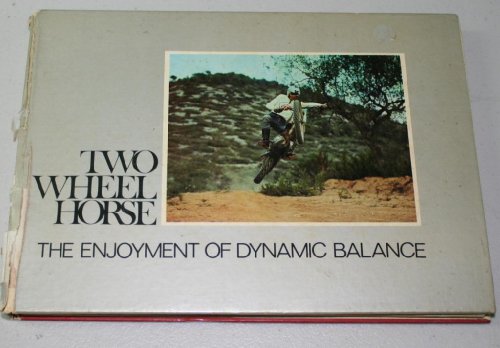 TWO
WHEEL
HORSE
THE ENJOYMENT OF DYNAMIC BALANCE